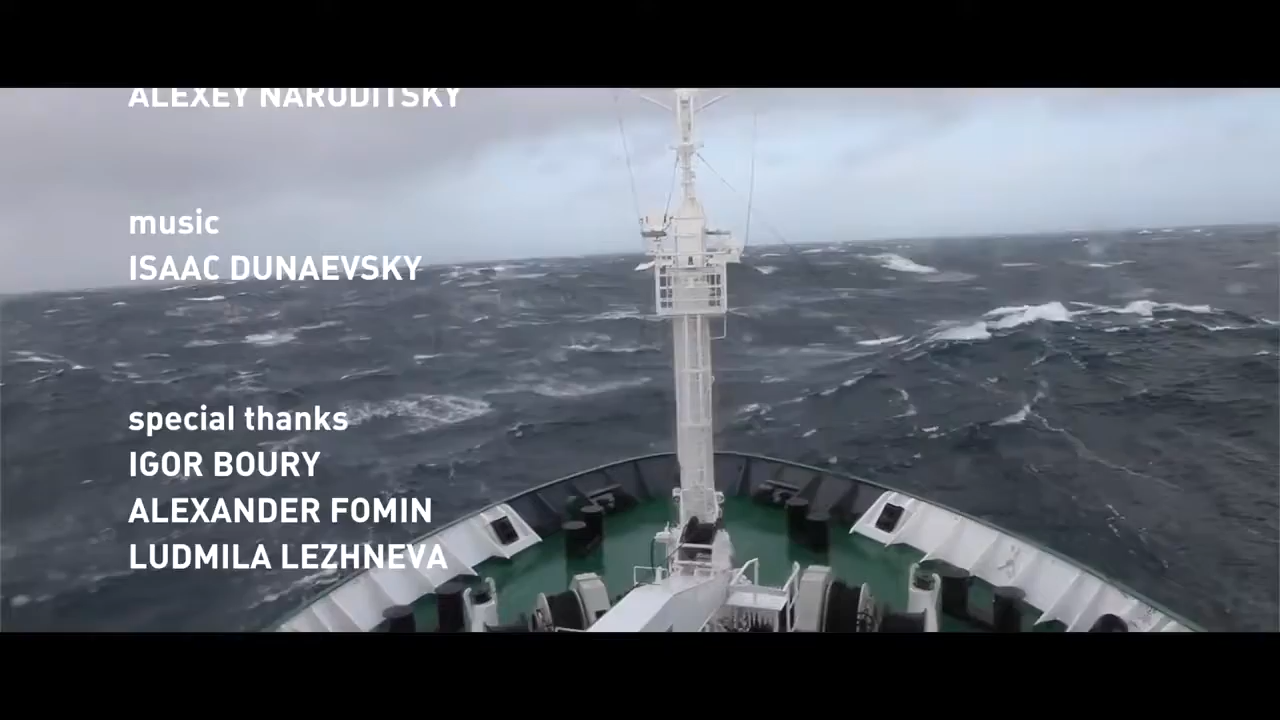 ALEXEY NARUDITSKY
music
ISAAC DUNAEVSKY
special thanks
IGOR BOURY
ALEXANDER FOMIN
LUDMILA LEZHNEVA